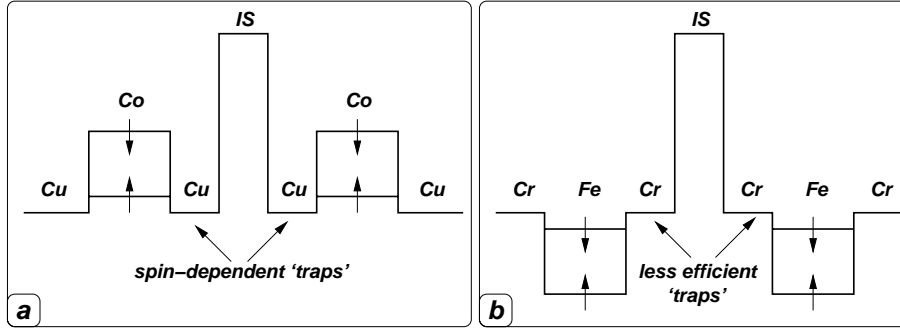 IS
Co
Co
Cu
Cu
Cu
Cu
spin–dependent ‘traps’
a
IS
Cr
Fe
Cr
Cr
Fe
Cr
less efficient
‘traps’
b